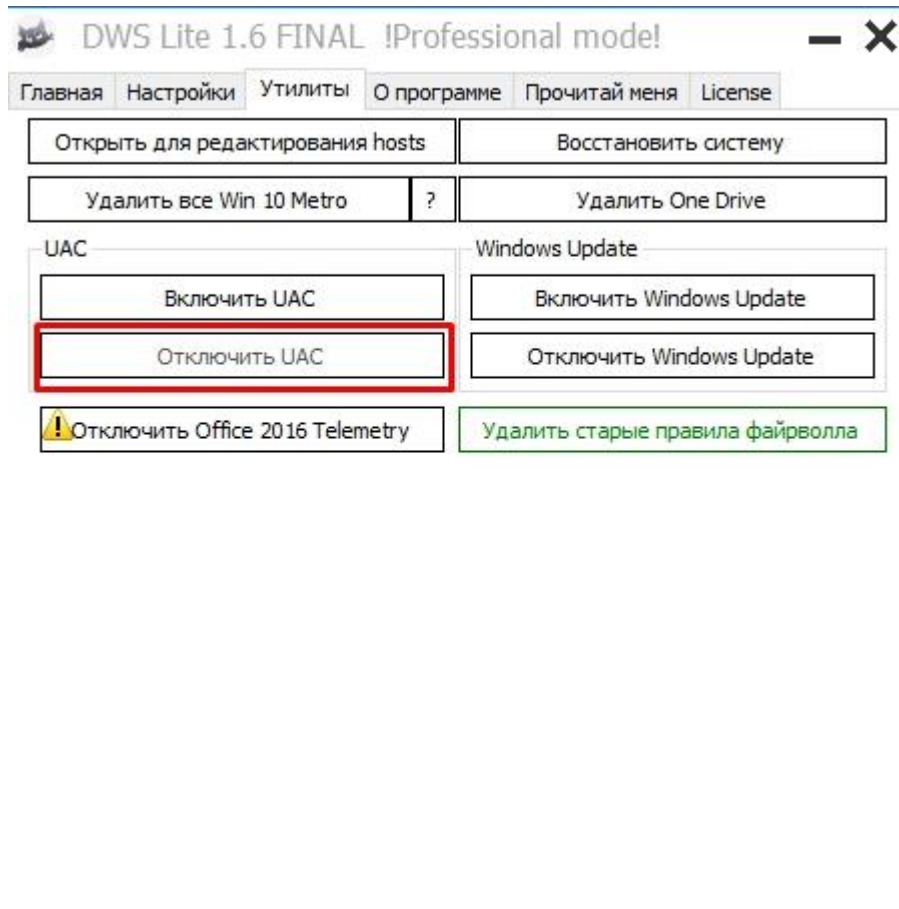 DWS Lite 1.6 FINAL !Professional mode!
Главная Настройки Утилиты О программе Прочитай меня License
Открыть для редактирования hosts Восстановить систему
Удалить все Win 10 Metro ? Удалить One Drive
UAC Windows Update
Включить UAC Включить Windows Update
Отключить UAC Отключить Windows Update
Отключить Office 2016 Telemetry Удалить старые правила файрволла